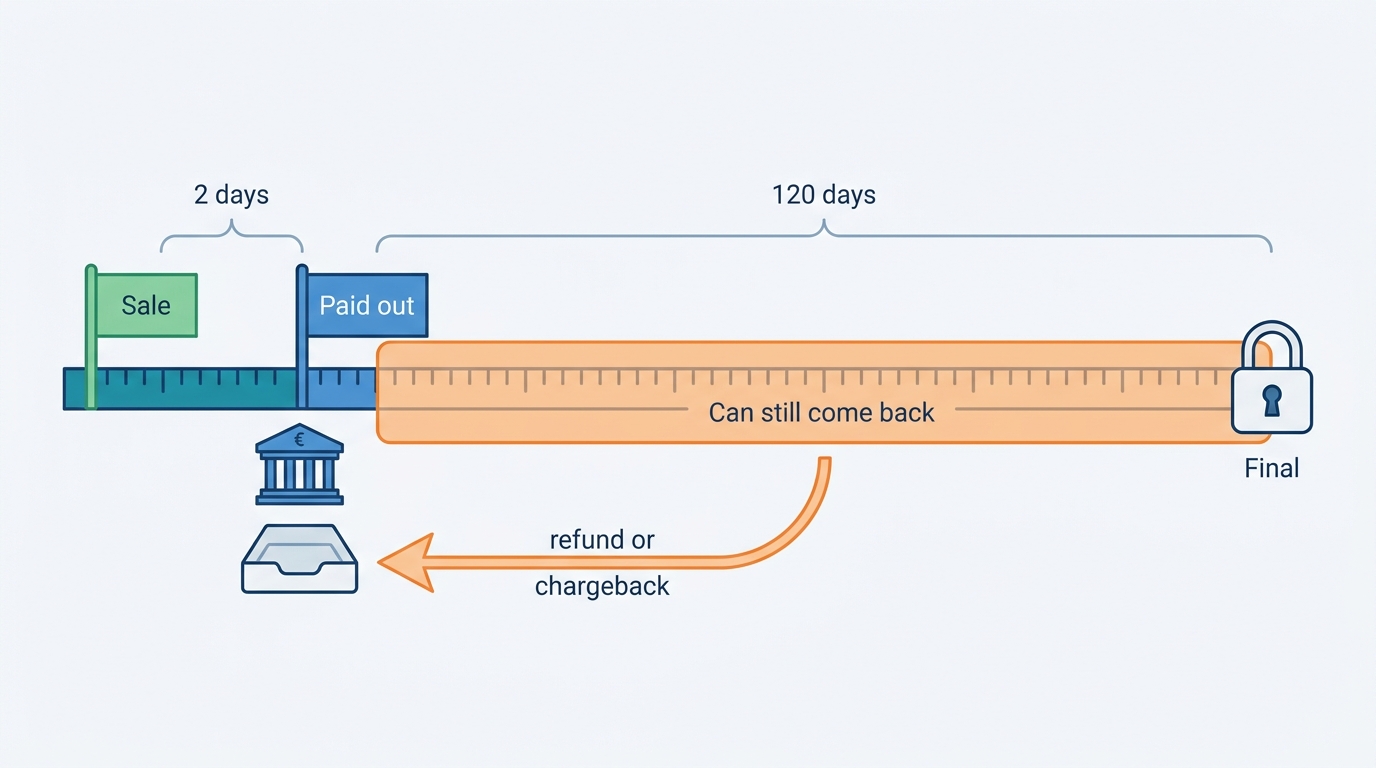 2 days
120 days
Sale
Paid out
Can still come back
€
Final
refund or
chargeback